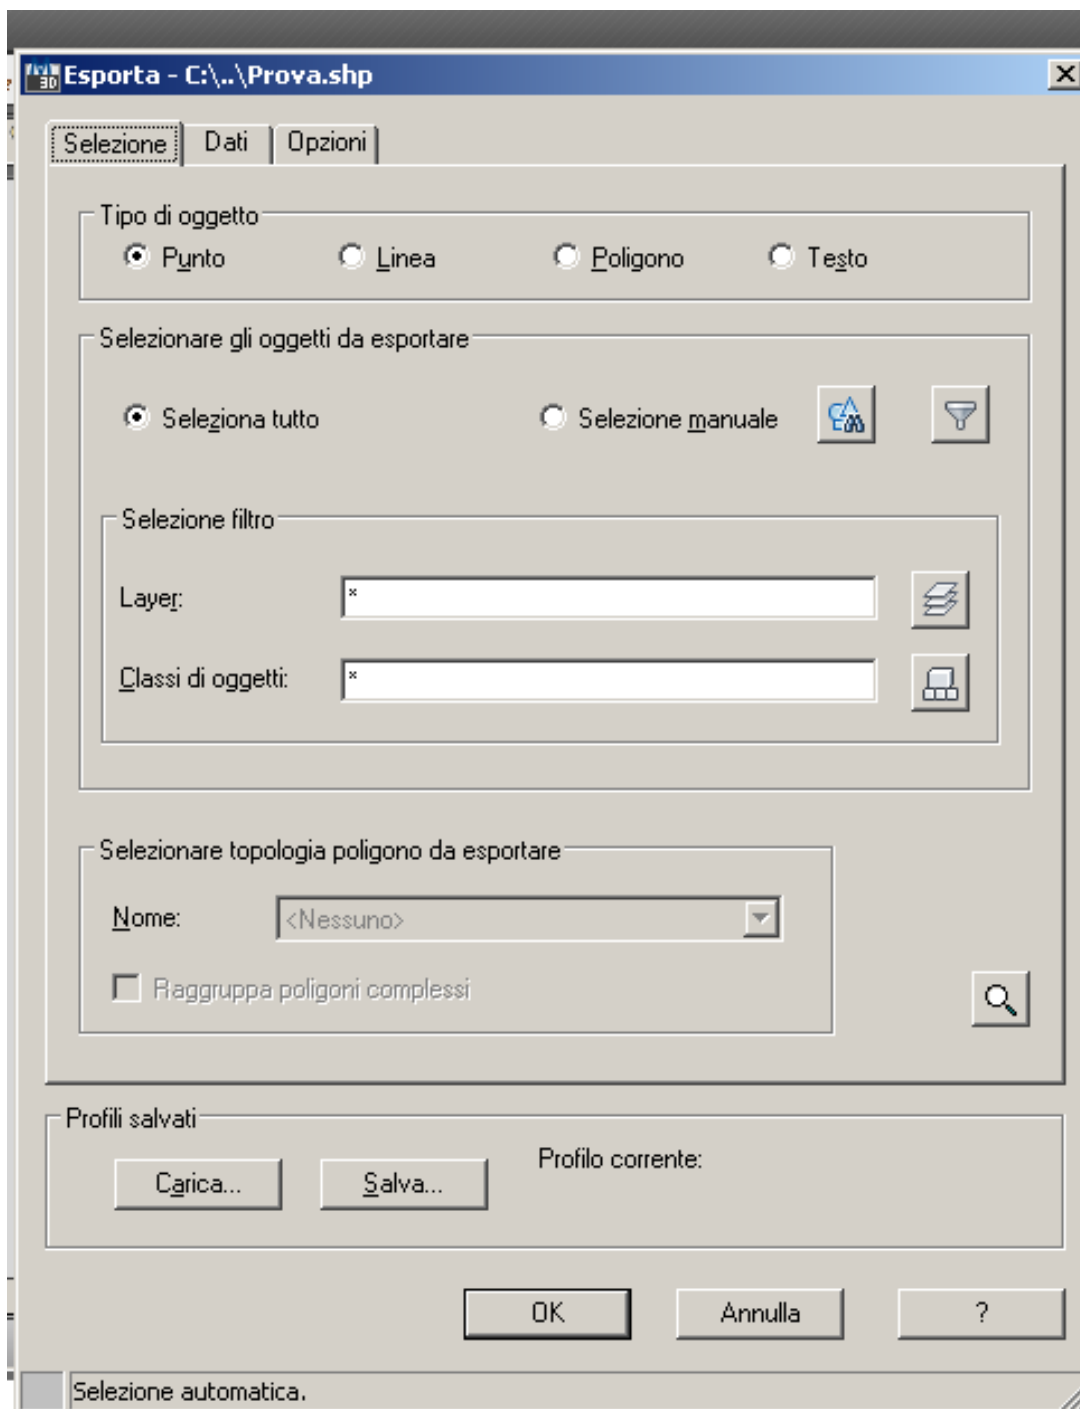 Esporta - C:\..\Prova.shp
Selezione Dati Opzioni
Tipo di oggetto
Punto Linea Poligono Testo
Selezionare gli oggetti da esportare
Seleziona tutto Selezione manuale
Selezione filtro
Layer: *
Classi di oggetti: *
Selezionare topologia poligono da esportare
Nome: <Nessuno>
Raggruppa poligoni complessi
Profili salvati
Carica... Salva... Profilo corrente:
OK Annulla ?
Selezione automatica.